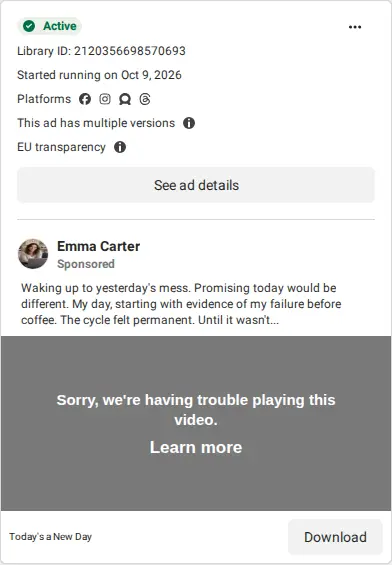 Active
Library ID: 2120356698570693
Started running on Oct 9, 2026
Platforms
This ad has multiple versions
EU transparency
See ad details
Emma Carter
Sponsored
Waking up to yesterday's mess. Promising today would be
different. My day, starting with evidence of my failure before
coffee. The cycle felt permanent. Until it wasn't...
Sorry, we're having trouble playing this
video.
Learn more
Today's a New Day
Download